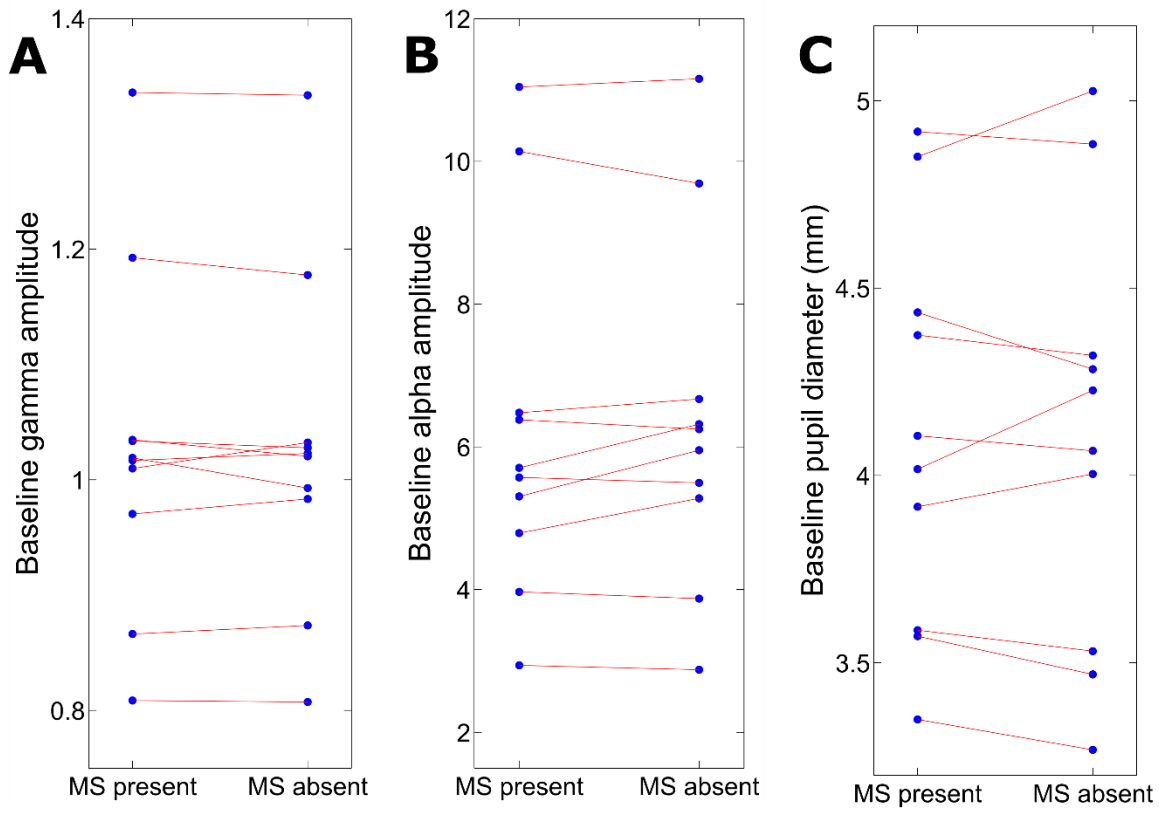 A
Baseline gamma amplitude
1.4
1.2
1
0.8
MS present MS absent
B
Baseline alpha amplitude
12
10
8
6
4
2
MS present MS absent
C
Baseline pupil diameter (mm)
5
4.5
4
3.5
MS present MS absent